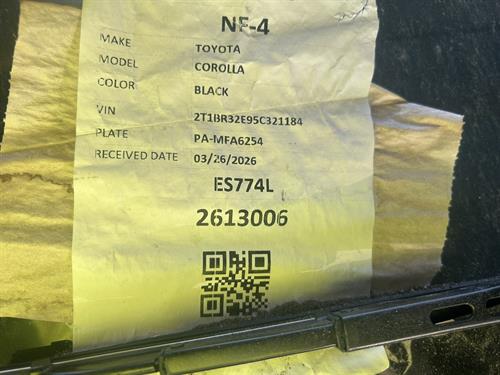 NF-4
MAKE TOYOTA
MODEL COROLLA
COLOR BLACK
VIN 2T1BR32E95C321184
PLATE PA-MFA6254
RECEIVED DATE 03/26/2026
ES774L
2613006